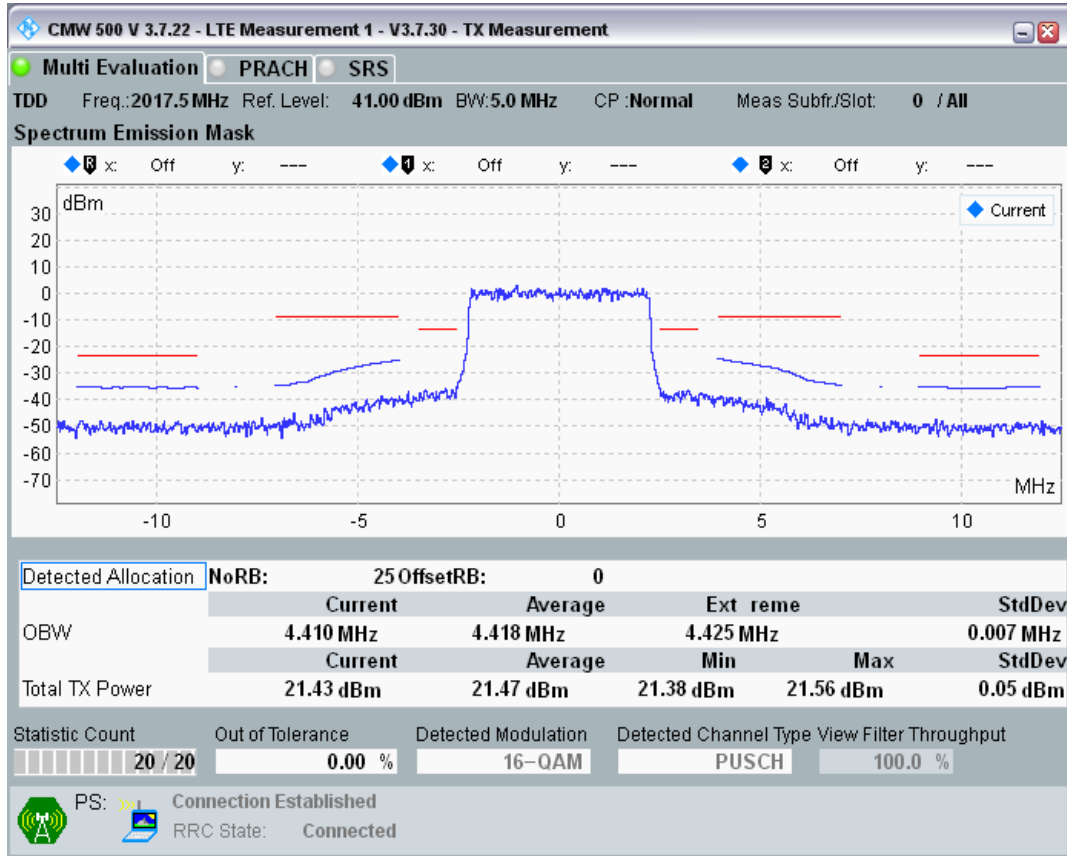 CMW 500 V 3.7.22 - LTE Measurement 1 - V3.7.30 - TX Measurement
Multi Evaluation PRACH SRS
TDD Freq.:2017.5 MHz Ref. Level: 41.00 dBm BW:5.0 MHz CP :Normal Meas Subfr./Slot: 0 / All
Spectrum Emission Mask
R x: Off y: --- 1 x: Off y: --- 2 x: Off y: ---
dBm
Current
30
20
10
0
-10
-20
-30
-40
-50
-60
-70
MHz
-10 -5 0 5 10
Detected Allocation NoRB: 25 OffsetRB: 0
Current Average Ext reme StdDev
OBW 4.410 MHz 4.418 MHz 4.425 MHz 0.007 MHz
Current Average Min Max StdDev
Total TX Power 21.43 dBm 21.47 dBm 21.38 dBm 21.56 dBm 0.05 dBm
Statistic Count Out of Tolerance Detected Modulation Detected Channel Type View Filter Throughput
20 / 20 0.00 % 16-QAM PUSCH 100.0 %
PS: Connection Established
RRC State: Connected